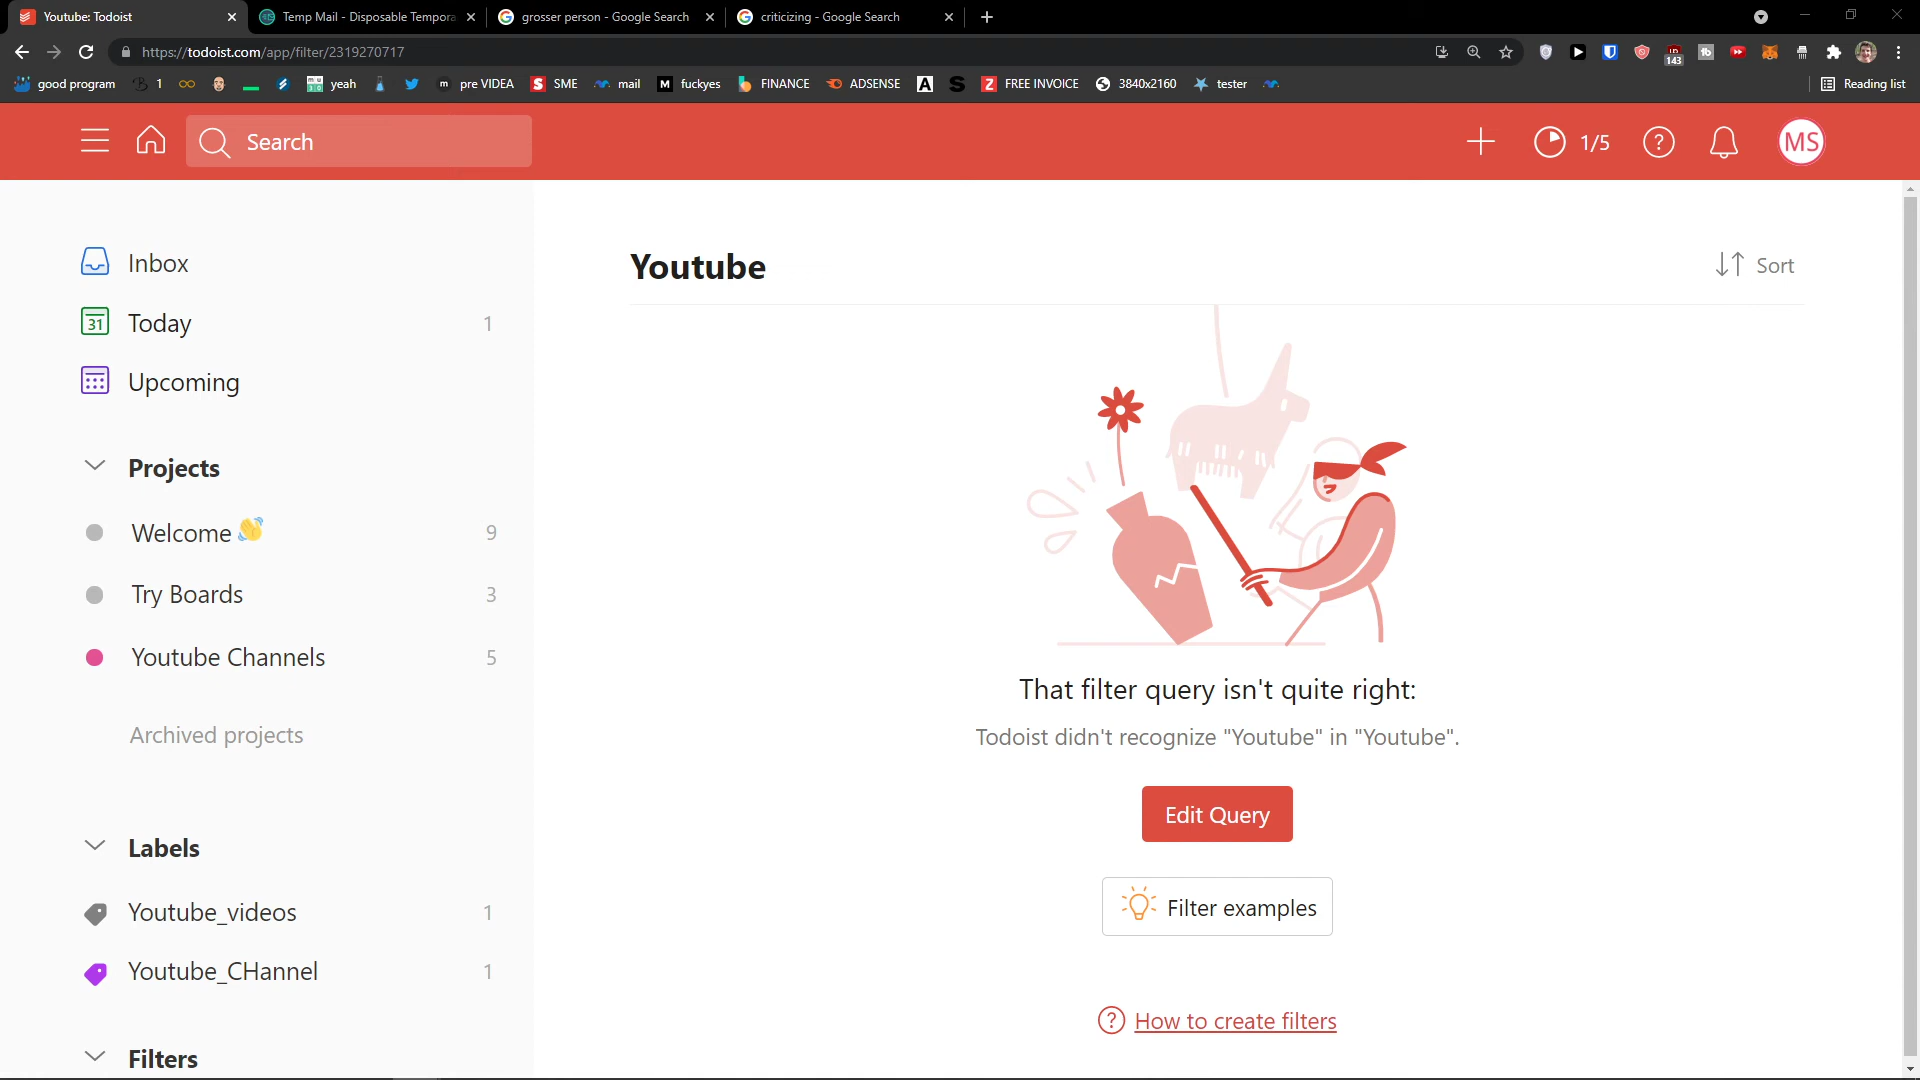 Youtube: Todoist
Temp Mail - Disposable Tempora
grosser person - Google Search
criticizing - Google Search
https://todoist.com/app/filter/2319270717
143
good program
1
yeah
pre VIDEA
SME
mail
fuckyes
FINANCE
ADSENSE
FREE INVOICE
3840x2160
tester
Reading list
Search
1/5
MS
Inbox
31 Today 1
Upcoming
Projects
Welcome 👋 9
Try Boards 3
Youtube Channels 5
Archived projects
Labels
Youtube_videos 1
Youtube_CHannel 1
Filters
Youtube
Sort
That filter query isn't quite right:
Todoist didn't recognize "Youtube" in "Youtube".
Edit Query
Filter examples
How to create filters